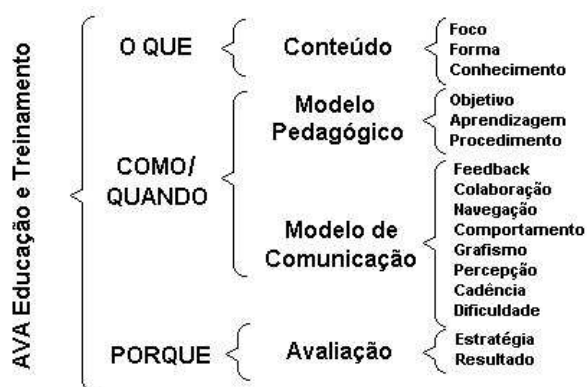 AVA Educação e Treinamento
O QUE
Conteúdo
Foco
Forma
Conhecimento
COMO/
QUANDO
Modelo
Pedagógico
Objetivo
Aprendizagem
Procedimento
Modelo de
Comunicação
Feedback
Colaboração
Navegação
Comportamento
Grafismo
Percepção
Cadência
Dificuldade
PORQUE
Avaliação
Estratégia
Resultado